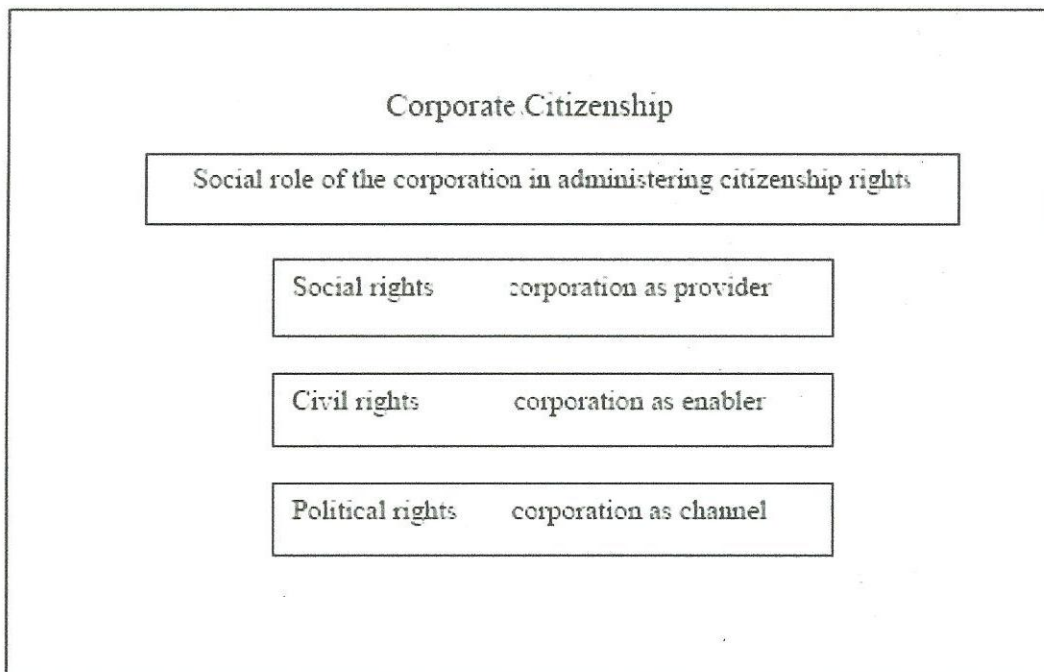 Corporate Citizenship
Social role of the corporation in administering citizenship rights
Social rights corporation as provider
Civil rights corporation as enabler
Political rights corporation as channel